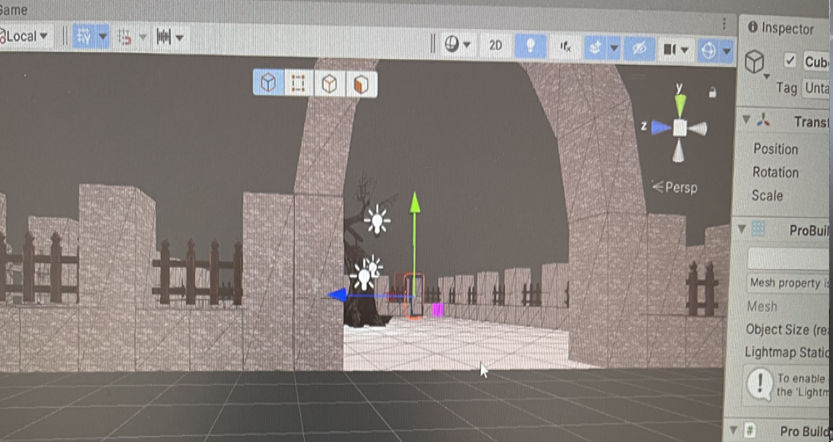 Game
Local
2D
Inspector
Cub
Tag Unta
Trans
Position
Rotation
Scale
ProBuil
Mesh property i
Mesh
Object Size (re
Lightmap Static
To enable
the 'Lightm
Pro Build
y
z
Persp